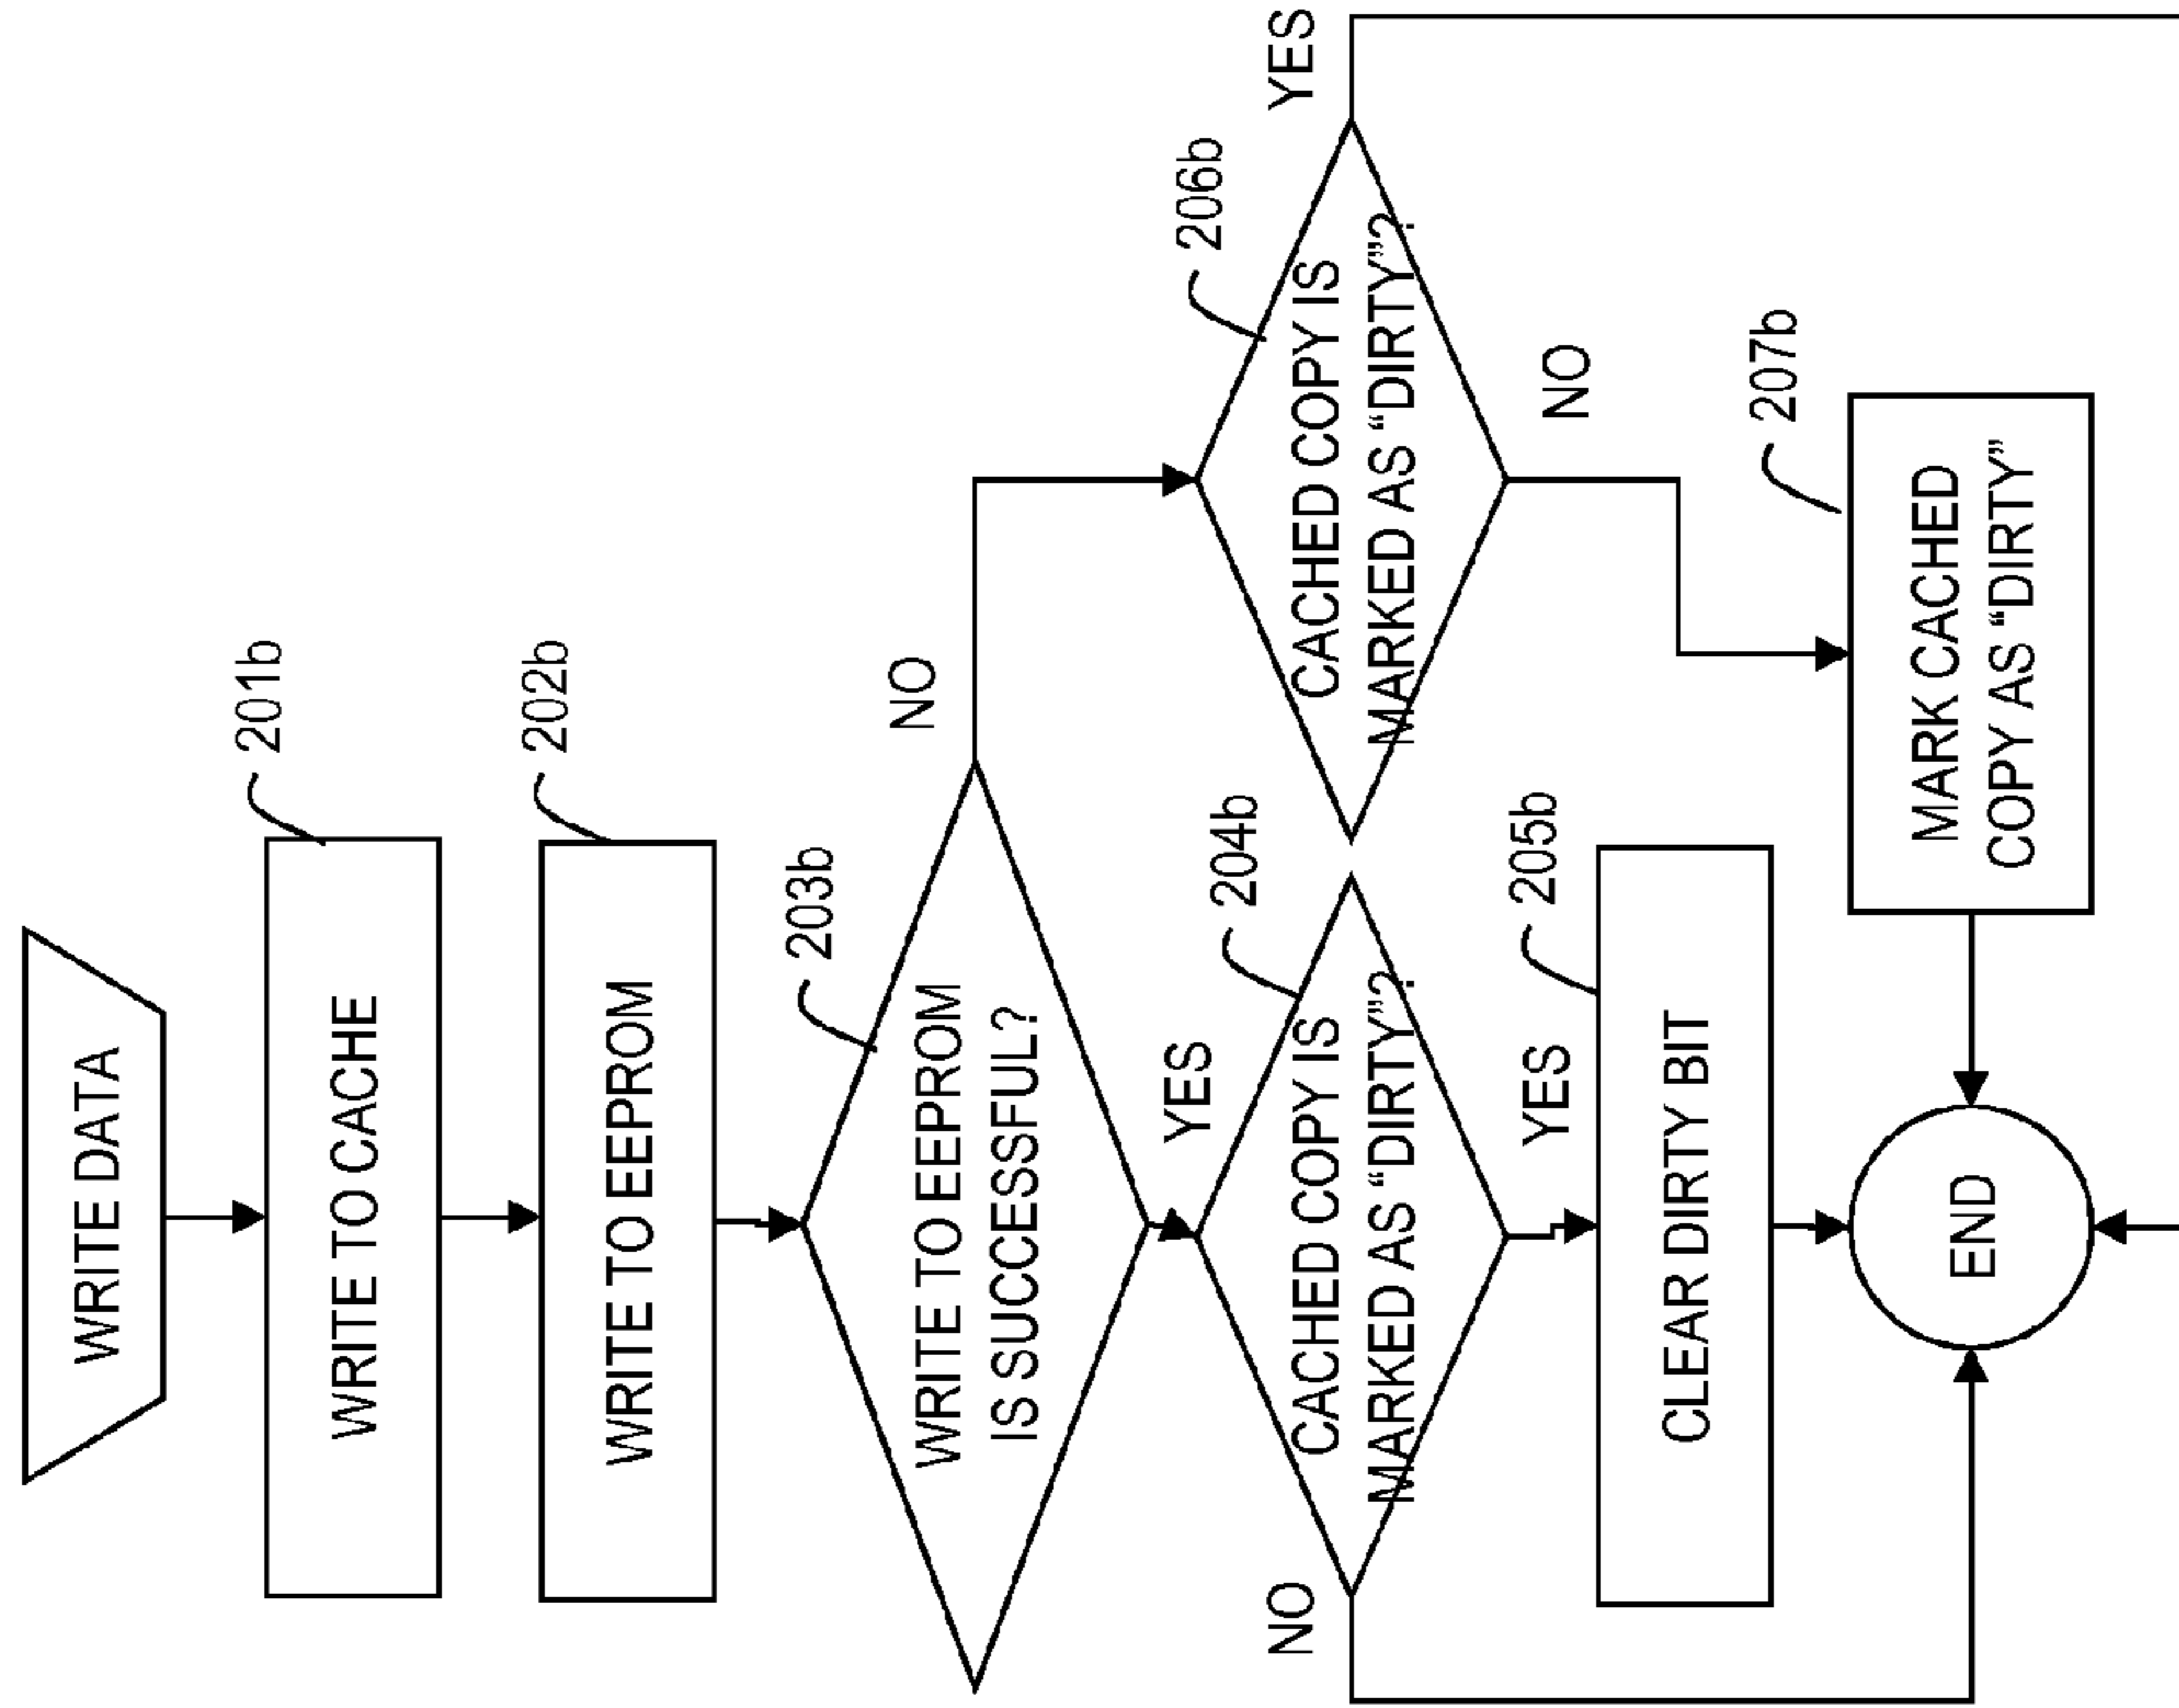 WRITE DATA
201b
WRITE TO CACHE
202b
WRITE TO EEPROM
203b
WRITE TO EEPROM
IS SUCCESSFUL?
NO
YES
204b
CACHED COPY IS
MARKED AS “DIRTY”?
NO
YES
206b
CACHED COPY IS
MARKED AS “DIRTY”?
YES
NO
205b
CLEAR DIRTY BIT
207b
MARK CACHED
COPY AS “DIRTY”
END